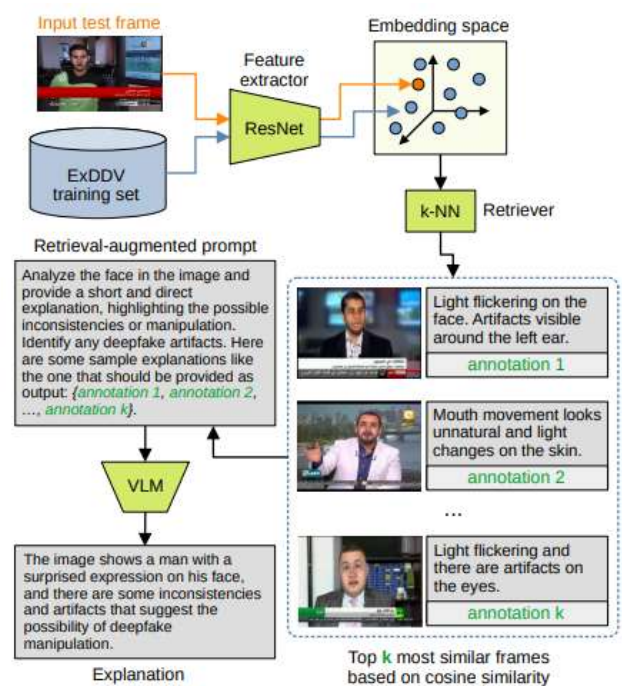 Input test frame
Embedding space
Feature
extractor
ResNet
ExDDV
training set
k-NN
Retriever
Retrieval-augmented prompt
Analyze the face in the image and
provide a short and direct
explanation, highlighting the possible
inconsistencies or manipulation.
Identify any deepfake artifacts. Here
are some sample explanations like
the one that should be provided as
output: {annotation 1, annotation 2,
..., annotation k}.
Light flickering on the
face. Artifacts visible
around the left ear.
annotation 1
Mouth movement looks
unnatural and light
changes on the skin.
annotation 2
...
Light flickering and
there are artifacts on
the eyes.
annotation k
VLM
The image shows a man with a
surprised expression on his face,
and there are some inconsistencies
and artifacts that suggest the
possibility of deepfake
manipulation.
Explanation
Top k most similar frames
based on cosine similarity